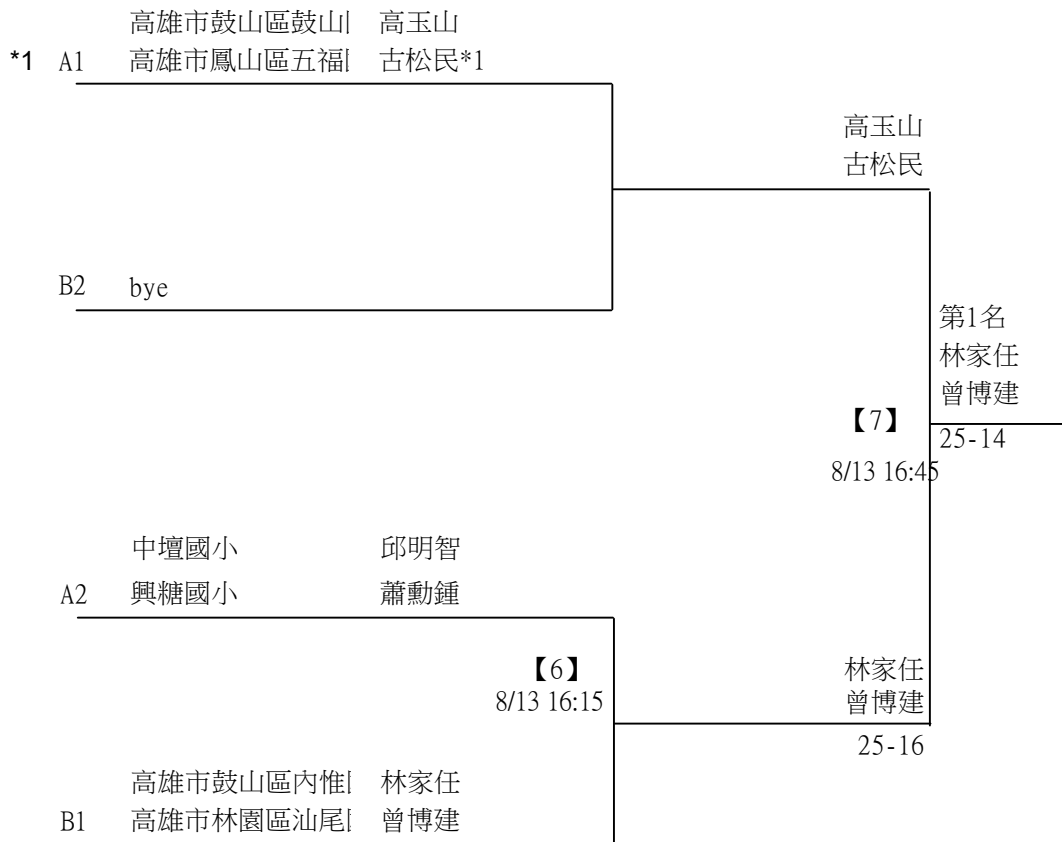 高雄市鼓山區鼓山 高玉山
*1 A1 高雄市鳳山區五福 古松民*1
高玉山
古松民
B2 bye
第1名
林家任
曾博建
【7】
25-14
8/13 16:45
中壇國小 邱明智
A2 興糖國小 蕭勳鍾
【6】
8/13 16:15
林家任
曾博建
25-16
高雄市鼓山區內惟 林家任
B1 高雄市林園區汕尾 曾博建